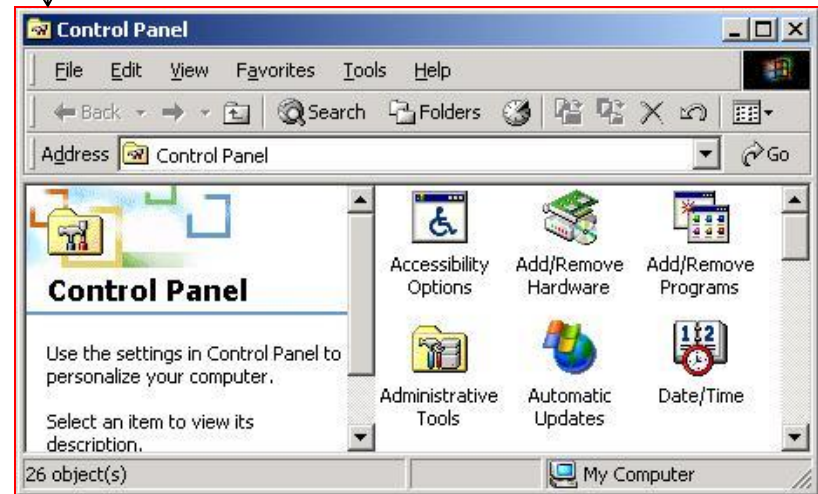 Control Panel
File Edit View Favorites Tools Help
Back Search Folders
Address Control Panel Go
Control Panel
Use the settings in Control Panel to
personalize your computer.
Select an item to view its
description.
Accessibility
Options
Add/Remove
Hardware
Add/Remove
Programs
Administrative
Tools
Automatic
Updates
12
Date/Time
26 object(s) My Computer